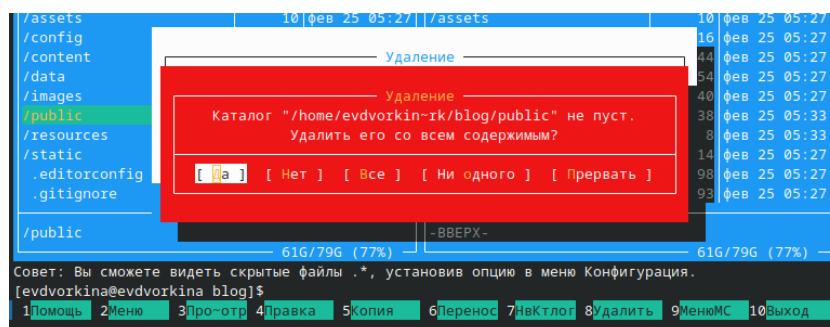 /assets 10 фев 25 05:27 /assets 10 фев 25 05:27
/config 16 фев 25 05:27
/content Удаление 44 фев 25 05:27
/data 54 фев 25 05:27
/images Удаление 40 фев 25 05:27
/public Каталог "/home/evdvorkin~rk/blog/public" не пуст. 38 фев 25 05:33
/resources Удалить его со всем содержимым? 8 фев 25 05:33
/static 14 фев 25 05:27
.editorconfig [ Да ] [ Нет ] [ Все ] [ Ни одного ] [ Прервать ] 98 фев 25 05:27
.gitignore 93 фев 25 05:27
/public -ВВЕРХ-
61G/79G (77%) 61G/79G (77%)
Совет: Вы сможете видеть скрытые файлы .*, установив опцию в меню Конфигурация.
[evdvorkina@evdvorkina blog]$
1Помощь 2Меню 3Про~отр 4Правка 5Копия 6Перенос 7НвКтлог 8Удалить 9МенюМС 10Выход